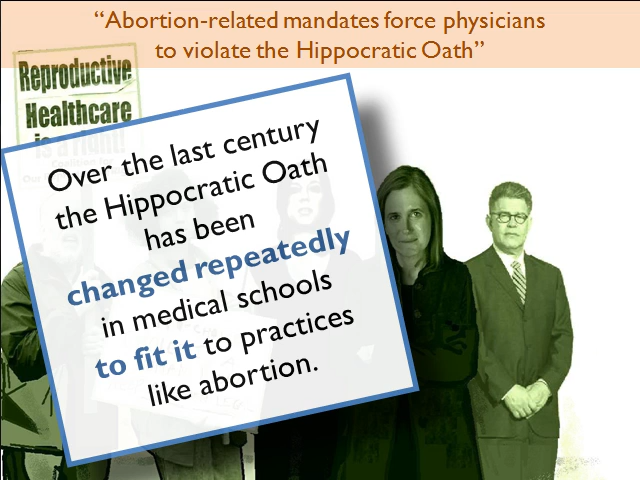 “Abortion-related mandates force physicians
to violate the Hippocratic Oath”
Reproductive
Healthcare
is a right!
Over the last century
the Hippocratic Oath
has been
changed repeatedly
in medical schools
to fit it to practices
like abortion.